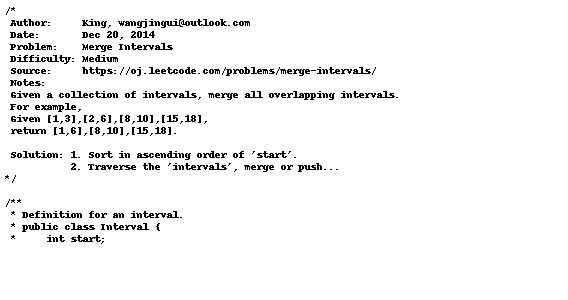 /*
 Author:     King, wangjingui@outlook.com
 Date:       Dec 20, 2014
 Problem:    Merge Intervals
 Difficulty: Medium
 Source:     https://oj.leetcode.com/problems/merge-intervals/
 Notes:
 Given a collection of intervals, merge all overlapping intervals.
 For example,
 Given [1,3],[2,6],[8,10],[15,18],
 return [1,6],[8,10],[15,18].

 Solution: 1. Sort in ascending order of 'start'.
           2. Traverse the 'intervals', merge or push...
*/

/**
 * Definition for an interval.
 * public class Interval {
 *     int start;